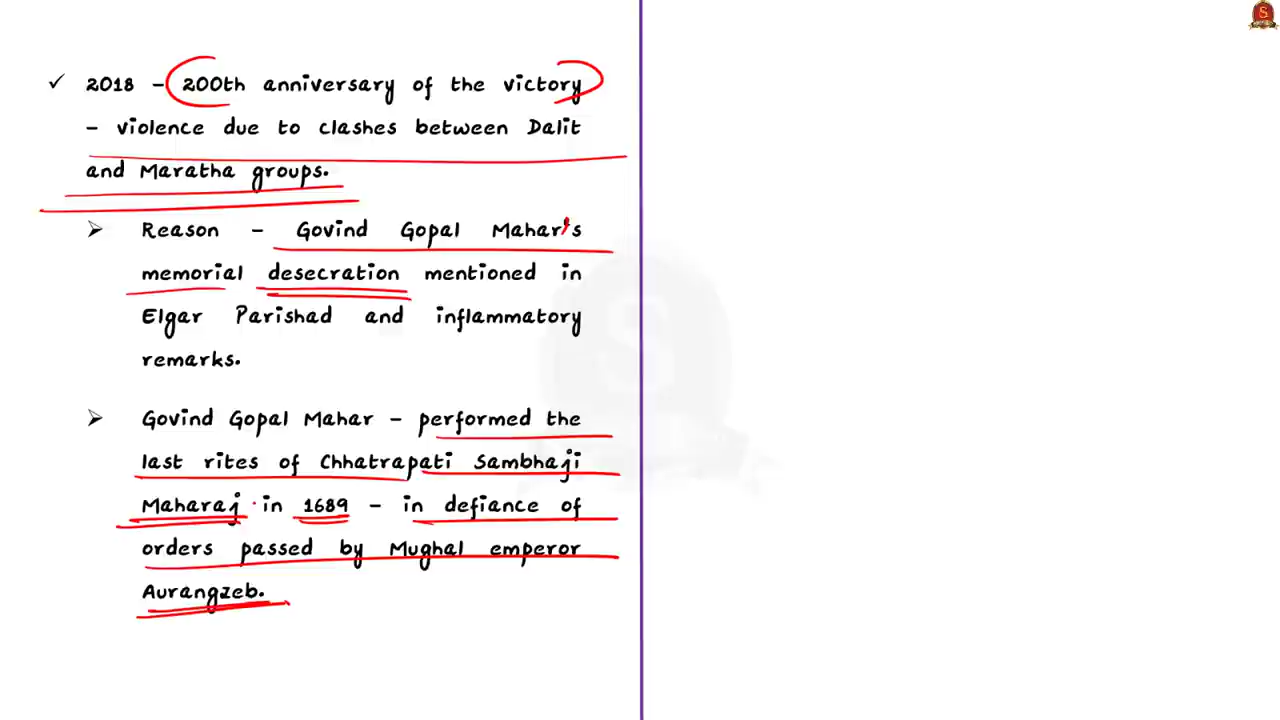 ✓ 2018 – 200th anniversary of the victory
– violence due to clashes between Dalit
and Maratha groups.
➢ Reason – Govind Gopal Mahar's
memorial desecration mentioned in
Elgar Parishad and inflammatory
remarks.
➢ Govind Gopal Mahar – performed the
last rites of Chhatrapati Sambhaji
Maharaj in 1689 – in defiance of
orders passed by Mughal emperor
Aurangzeb.